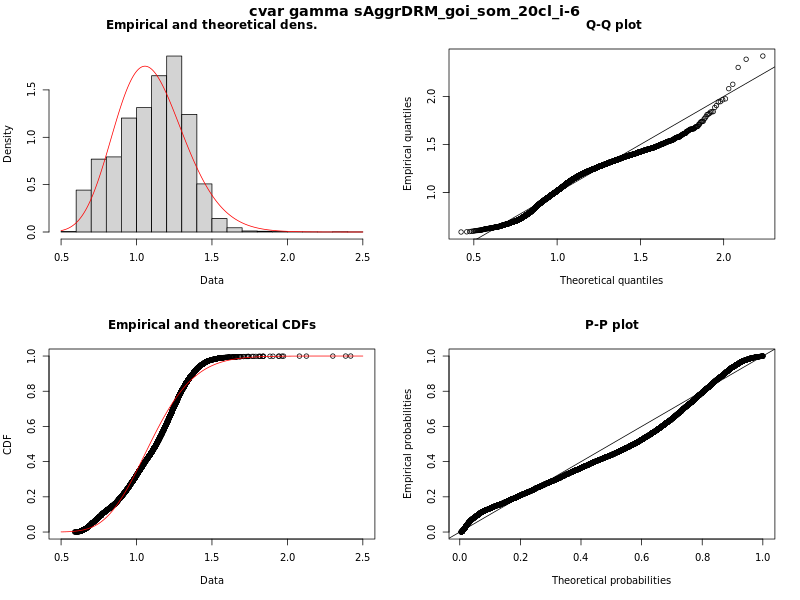 cvar gamma sAggrDRM_goi_som_20cl_i-6
Empirical and theoretical dens.
Density
0.0 0.5 1.0 1.5
0.5 1.0 1.5 2.0 2.5
Data
Q-Q plot
Empirical quantiles
1.0 1.5 2.0
0.5 1.0 1.5 2.0
Theoretical quantiles
Empirical and theoretical CDFs
CDF
0.0 0.2 0.4 0.6 0.8 1.0
0.5 1.0 1.5 2.0 2.5
Data
P-P plot
Empirical probabilities
0.0 0.2 0.4 0.6 0.8 1.0
0.0 0.2 0.4 0.6 0.8 1.0
Theoretical probabilities